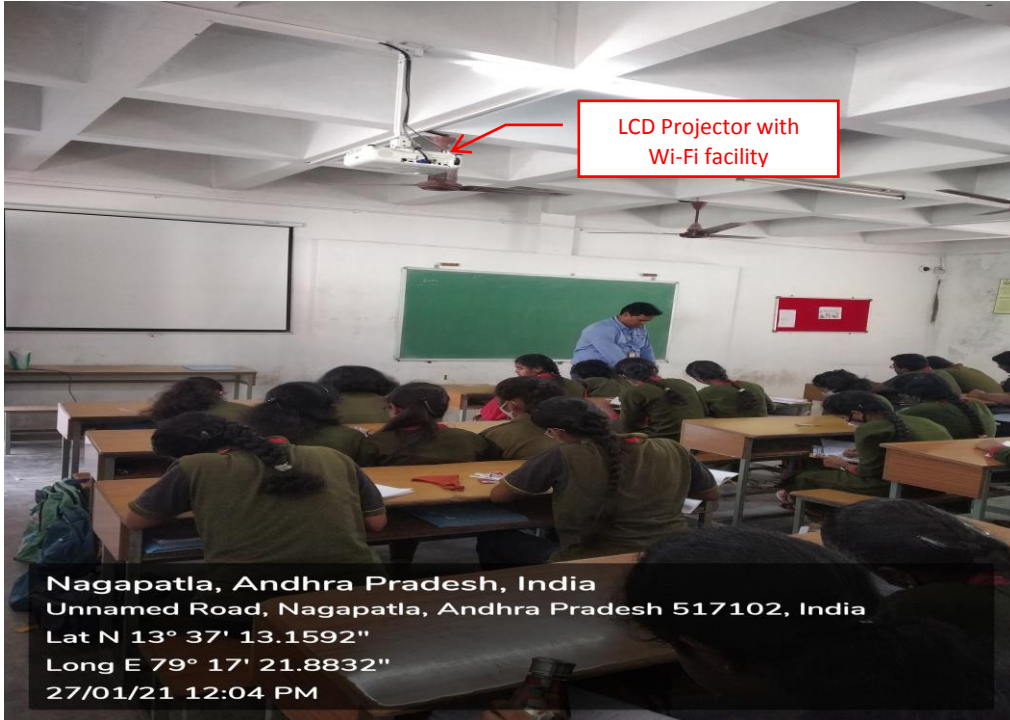 LCD Projector with
Wi-Fi facility
Nagapatla, Andhra Pradesh, India
Unnamed Road, Nagapatla, Andhra Pradesh 517102, India
Lat N 13° 37' 13.1592"
Long E 79° 17' 21.8832"
27/01/21 12:04 PM